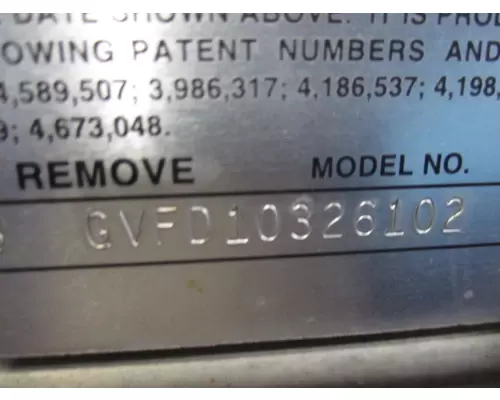 DATE SHOWN ABOVE. IT IS
OWING PATENT NUMBERS AND
4,589,507; 3,986,317; 4,186,537; 4,198,
9; 4,673,048.
REMOVE MODEL NO.
GVFD10326102